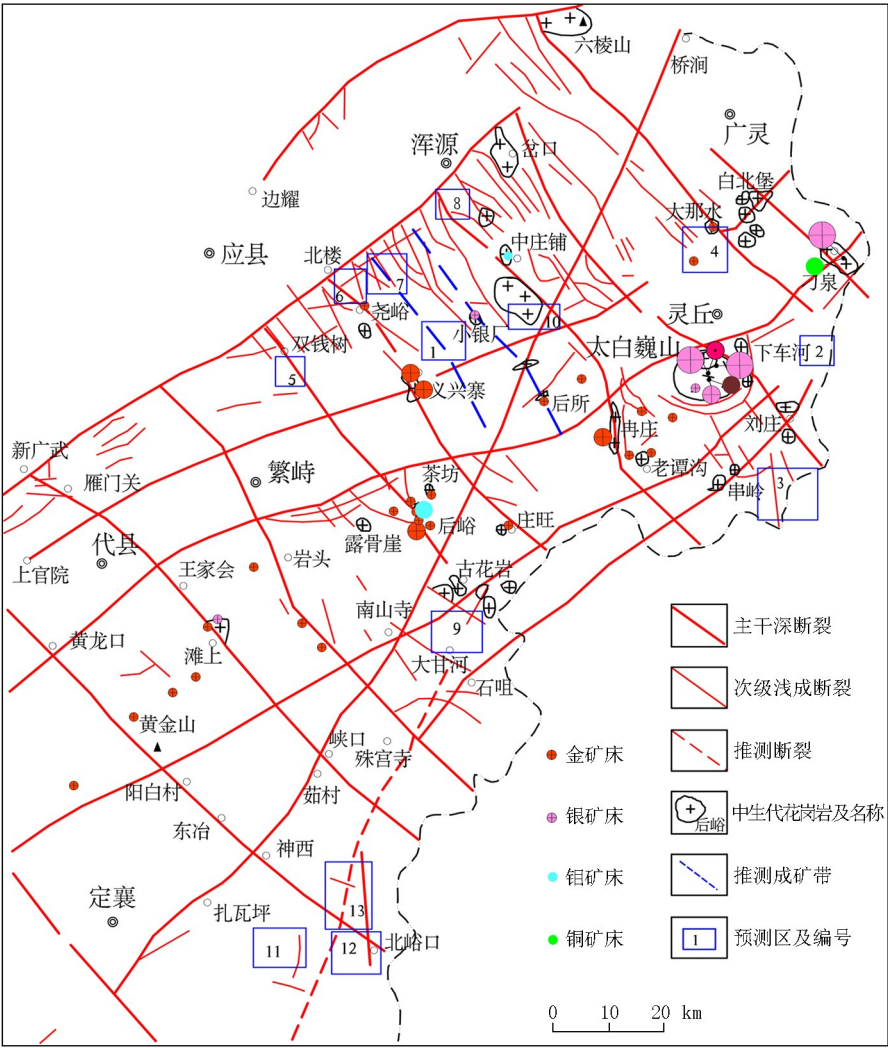 六棱山
桥涧
广灵
浑源
岔口
白北堡
边耀
8
大那水
中庄铺
4
应县
北楼
刁泉
7
6
尧峪
小银厂
10
灵丘
双钱树
1
太白巍山
下车河
2
5
义兴寨
后所
冉庄
刘庄
新广武
雁门关
繁峙
茶坊
老谭沟
串岭
3
后峪
庄旺
代县
露骨崖
上官院
王家会
岩头
古花岩
南山寺
主干深断裂
黄龙口
滩上
9
大甘河
石咀
次级浅成断裂
黄金山
峡口
殊宫寺
金矿床
推测断裂
阳白村
茹村
银矿床
后峪
中生代花岗岩及名称
东冶
神西
钼矿床
推测成矿带
定襄
扎瓦坪
13
铜矿床
1
预测区及编号
11
12
北峪口
0 10 20 km